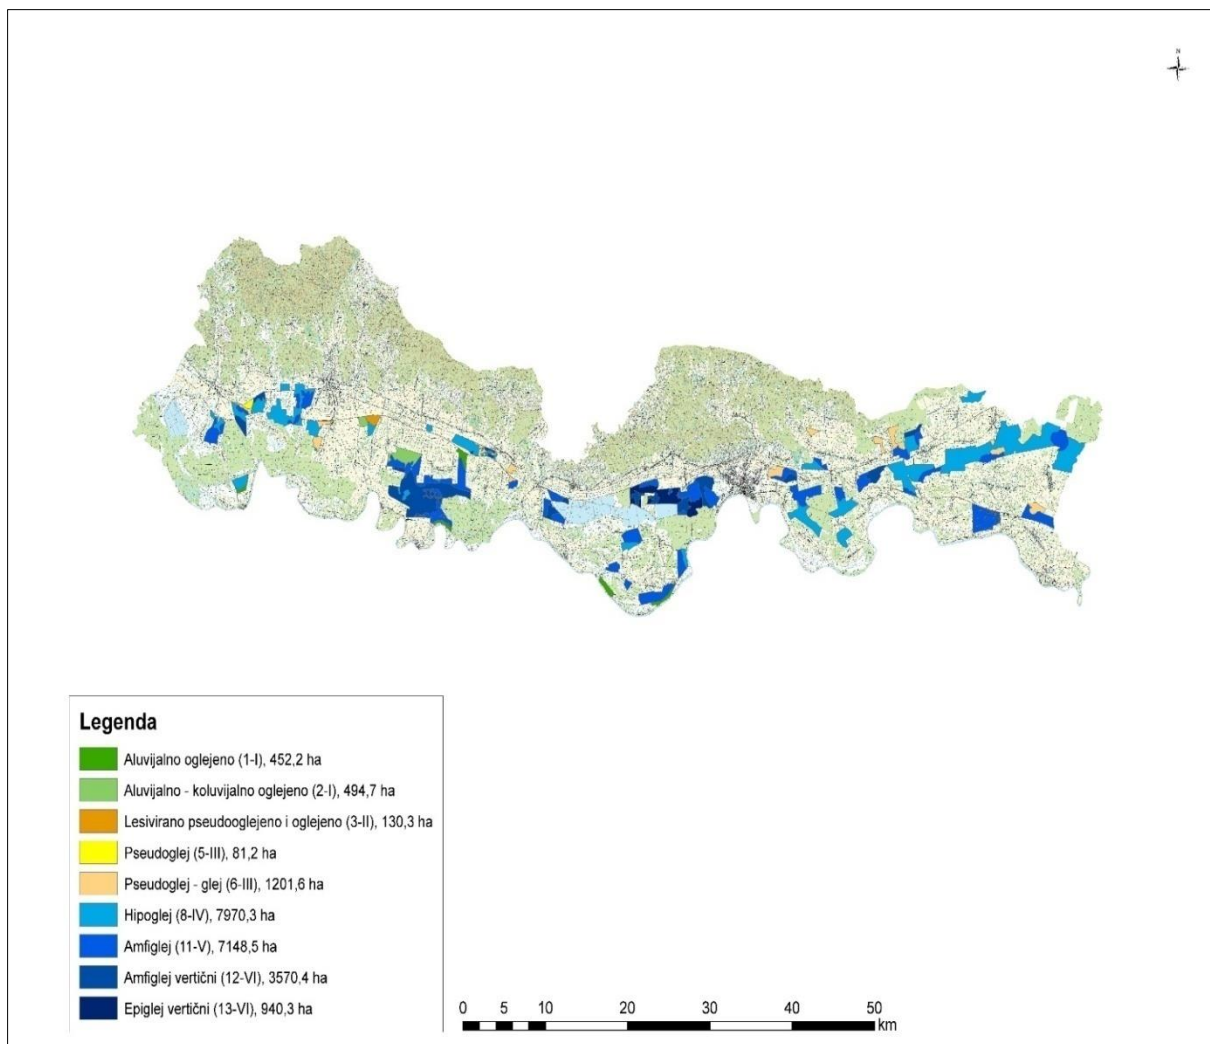 N
Legenda
Aluvijalno oglejeno (1-I), 452,2 ha
Aluvijalno - koluvijalno oglejeno (2-I), 494,7 ha
Lesivirano pseudooglejeno i oglejeno (3-II), 130,3 ha
Pseudoglej (5-III), 81,2 ha
Pseudoglej - glej (6-III), 1201,6 ha
Hipoglej (8-IV), 7970,3 ha
Amfiglej (11-V), 7148,5 ha
Amfiglej vertični (12-VI), 3570,4 ha
Epiglej vertični (13-VI), 940,3 ha
0 5 10 20 30 40 50
km